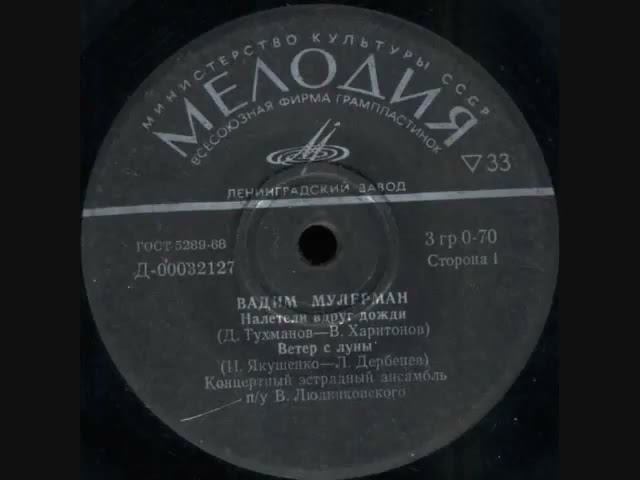 МИНИСТЕРСТВО КУЛЬТУРЫ СССР
МЕЛОДИЯ
ВСЕСОЮЗНАЯ ФИРМА ГРАМПЛАСТИНОК
▽33
ЛЕНИНГРАДСКИЙ ЗАВОД
ГОСТ 5289-68
3 гр.0-70
Д-00032127
Сторона 1
ВАДИМ МУЛЕРМАН
Налетели вдруг дожди
(Д. Тухманов—В. Харитонов)
Ветер с луны
(И. Якушенко—Л. Дербенев)
Концертный эстрадный ансамбль
п/у В. Людвиковского